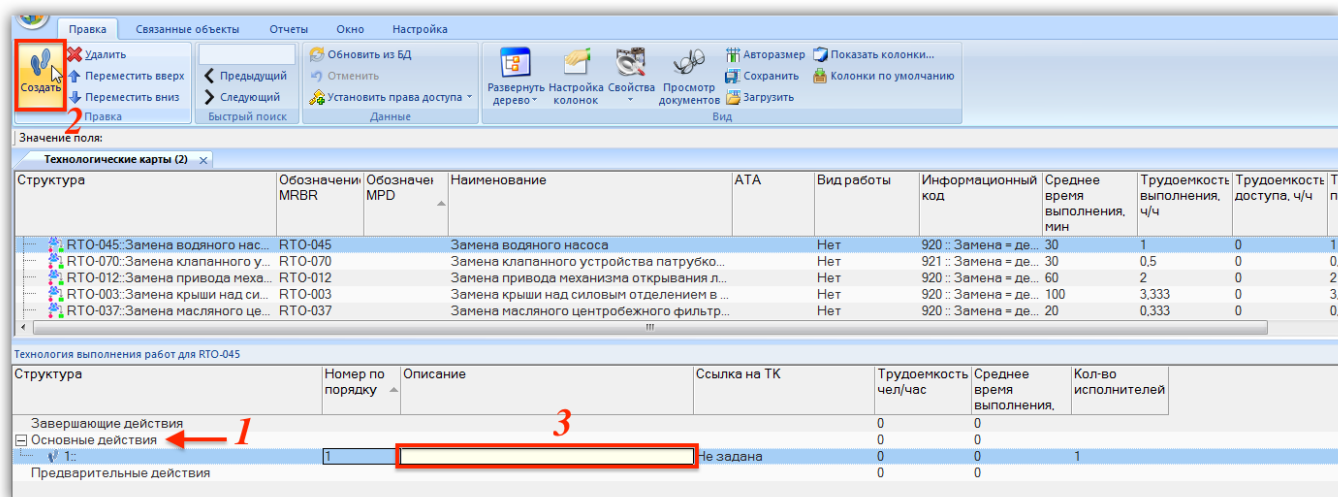 Правка Связанные объекты Отчеты Окно Настройка
Создать
Удалить
Переместить вверх
Переместить вниз
2
Правка
Предыдущий
Следующий
Быстрый поиск
Обновить из БД
Отменить
Установить права доступа
Данные
Развернуть дерево
Настройка колонок
Свойства
Просмотр документов
Авторазмер
Сохранить
Загрузить
Показать колонки...
Колонки по умолчанию
Вид
Значение поля:
Технологические карты (2) ×
Структура Обозначени MRBR Обозначен MPD Наименование ATA Вид работы Информационный код Среднее время выполнения, мин Трудоемкость выполнения, ч/ч Трудоемкость доступа, ч/ч
RTO-045::Замена водяного нас... RTO-045 Замена водяного насоса Нет 920 :: Замена = де... 30 1 0 1
RTO-070::Замена клапанного у... RTO-070 Замена клапанного устройства патрубко... Нет 921 :: Замена = де... 30 0,5 0 0,
RTO-012::Замена привода меха... RTO-012 Замена привода механизма открывания л... Нет 920 :: Замена = де... 60 2 0 2
RTO-003::Замена крыши над си... RTO-003 Замена крыши над силовым отделением в ... Нет 920 :: Замена = де... 100 3,333 0 3,
RTO-037::Замена масляного це... RTO-037 Замена масляного центробежного фильтр... Нет 920 :: Замена = де... 20 0,333 0 0,
Технология выполнения работ для RTO-045
Структура Номер по порядку Описание Ссылка на ТК Трудоемкость чел/час Среднее время выполнения, Кол-во исполнителей
Завершающие действия 0 0
Основные действия 1 3 0 0
1:: 1 Не задана 0 0 1
Предварительные действия 0 0